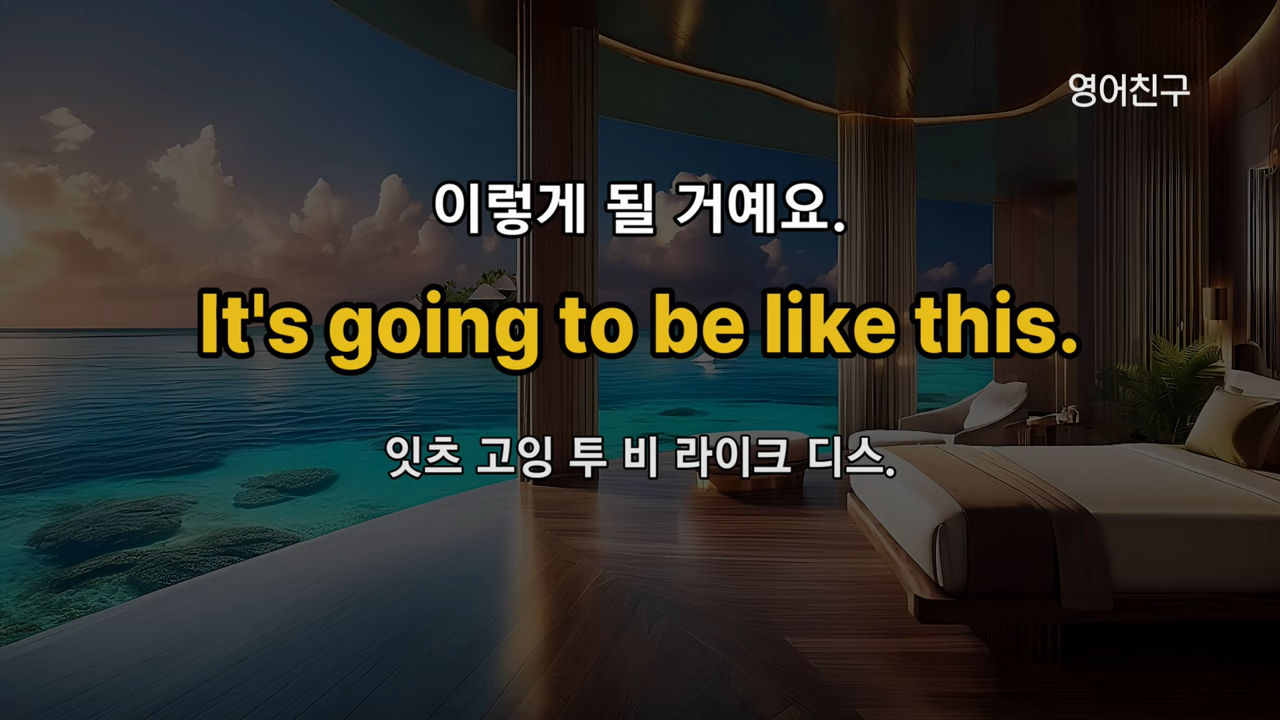 영어친구
이렇게 될 거예요.
It's going to be like this.
잇츠 고잉 투 비 라이크 디스.